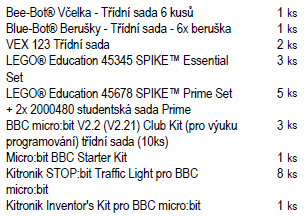 Bee-Bot® Včelka - Třídní sada 6 kusů 1 ks
Blue-Bot® Berušky - Třídní sada - 6x beruška 1 ks
VEX 123 Třídní sada 2 ks
LEGO® Education 45345 SPIKE™ Essential 3 ks
Set
LEGO® Education 45678 SPIKE™ Prime Set 5 ks
+ 2x 2000480 studentská sada Prime
BBC micro:bit V2.2 (V2.21) Club Kit (pro výuku 3 ks
programování) třídní sada (10ks)
Micro:bit BBC Starter Kit 1 ks
Kitronik STOP:bit Traffic Light pro BBC 8 ks
micro:bit
Kitronik Inventor's Kit pro BBC micro:bit 1 ks